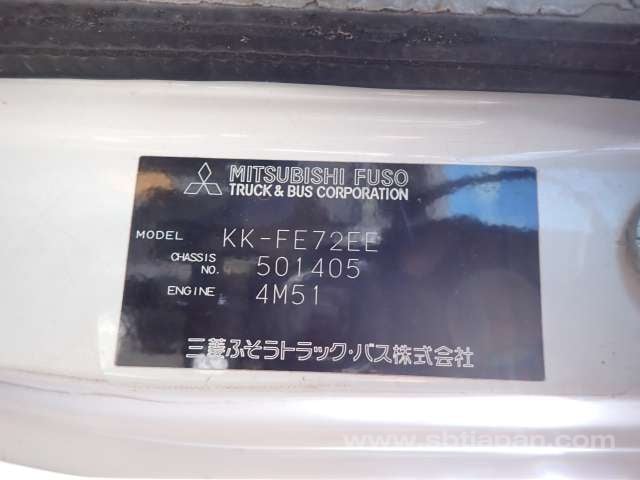 MITSUBISHI FUSO
TRUCK & BUS CORPORATION
MODEL KK-FE72EE
CHASSIS NO. 501405
ENGINE 4M51
三菱ふそうトラック・バス株式会社
www.sbtjapan.com